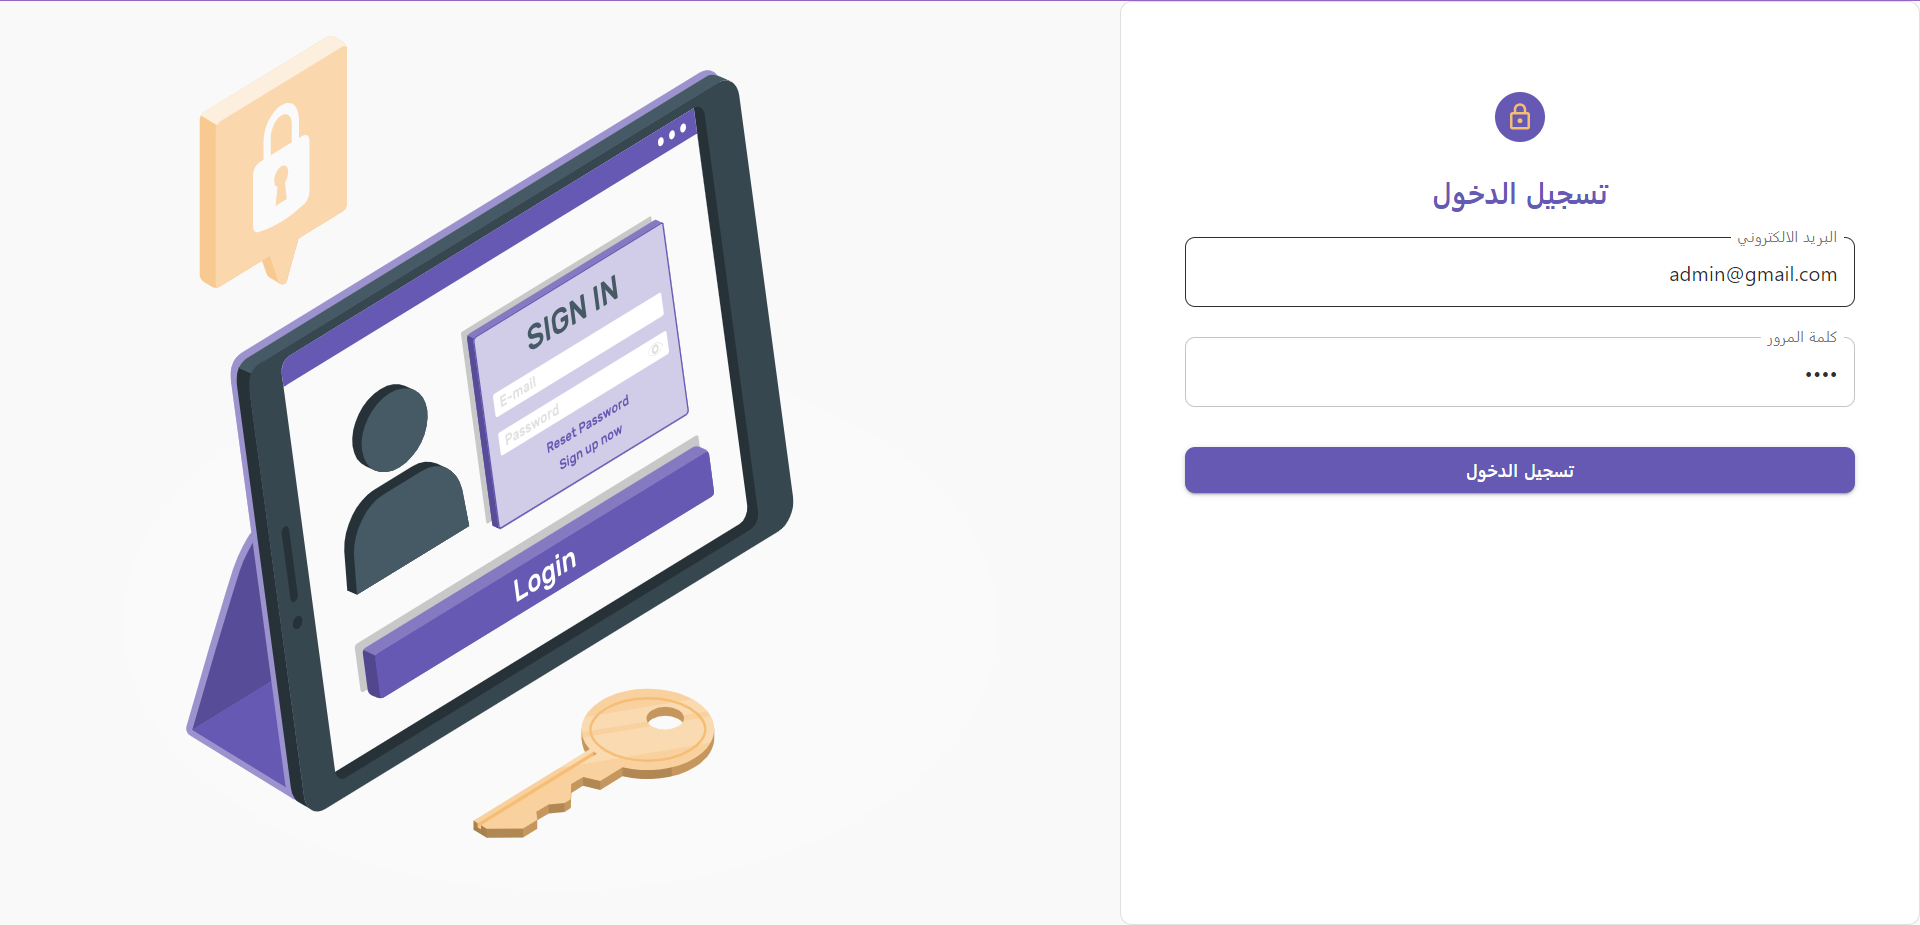 تسجيل الدخول
البريد الالكتروني
admin@gmail.com
كلمة المرور
••••
تسجيل الدخول
SIGN IN
E-mail
Password
Reset Password
Sign up now
Login